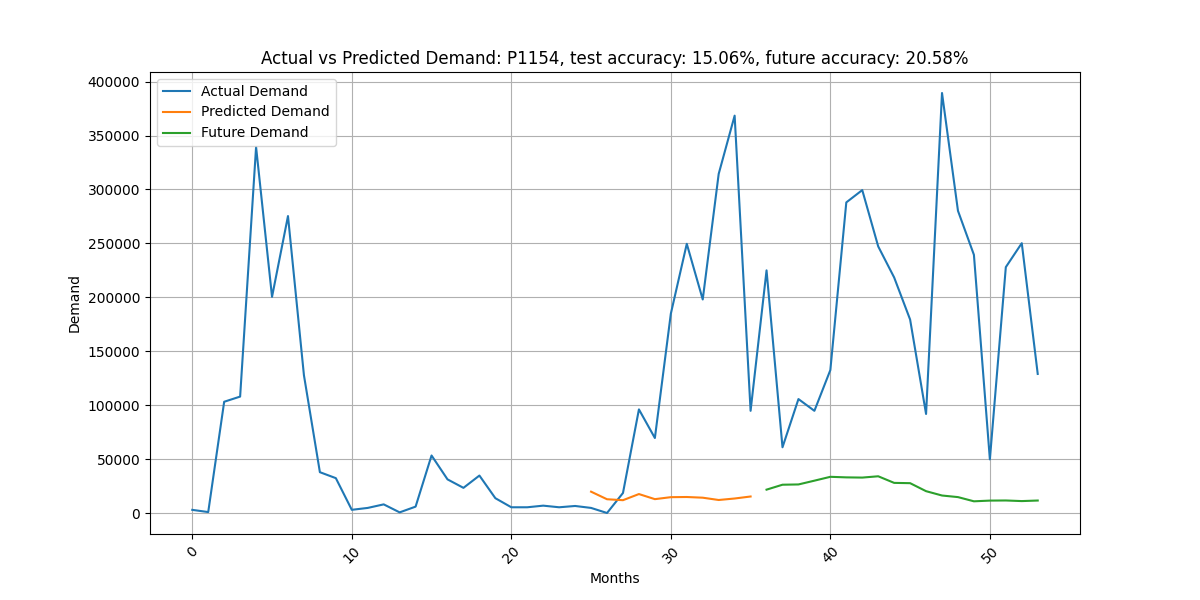 Actual vs Predicted Demand: P1154, test accuracy: 15.06%, future accuracy: 20.58%
Actual Demand
Predicted Demand
Future Demand
400000
350000
300000
250000
200000
150000
100000
50000
0
Demand
0 10 20 30 40 50
Months